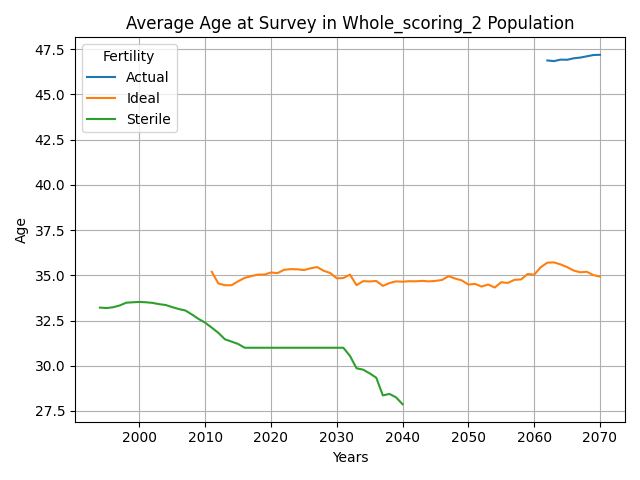 Average Age at Survey in Whole_scoring_2 Population
Fertility
Actual
Ideal
Sterile
47.5
45.0
42.5
40.0
37.5
35.0
32.5
30.0
27.5
Age
2000 2010 2020 2030 2040 2050 2060 2070
Years